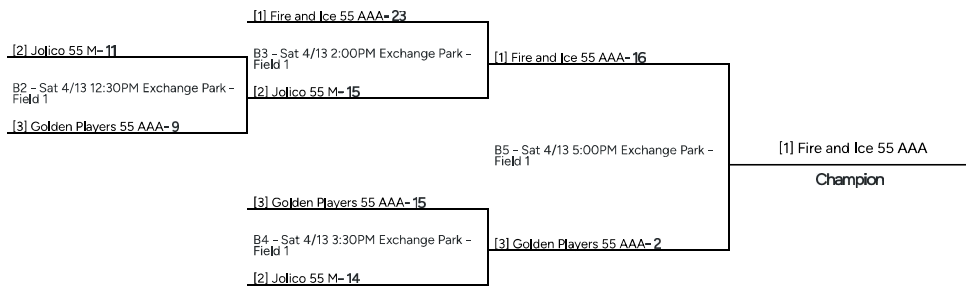 [1] Fire and Ice 55 AAA- 23
[2] Jolico 55 M- 11
B3 - Sat 4/13 2:00PM Exchange Park -
Field 1
[1] Fire and Ice 55 AAA- 16
B2 - Sat 4/13 12:30PM Exchange Park -
Field 1
[2] Jolico 55 M- 15
[3] Golden Players 55 AAA- 9
B5 - Sat 4/13 5:00PM Exchange Park -
Field 1
[1] Fire and Ice 55 AAA
Champion
[3] Golden Players 55 AAA- 15
B4 - Sat 4/13 3:30PM Exchange Park -
Field 1
[3] Golden Players 55 AAA- 2
[2] Jolico 55 M- 14